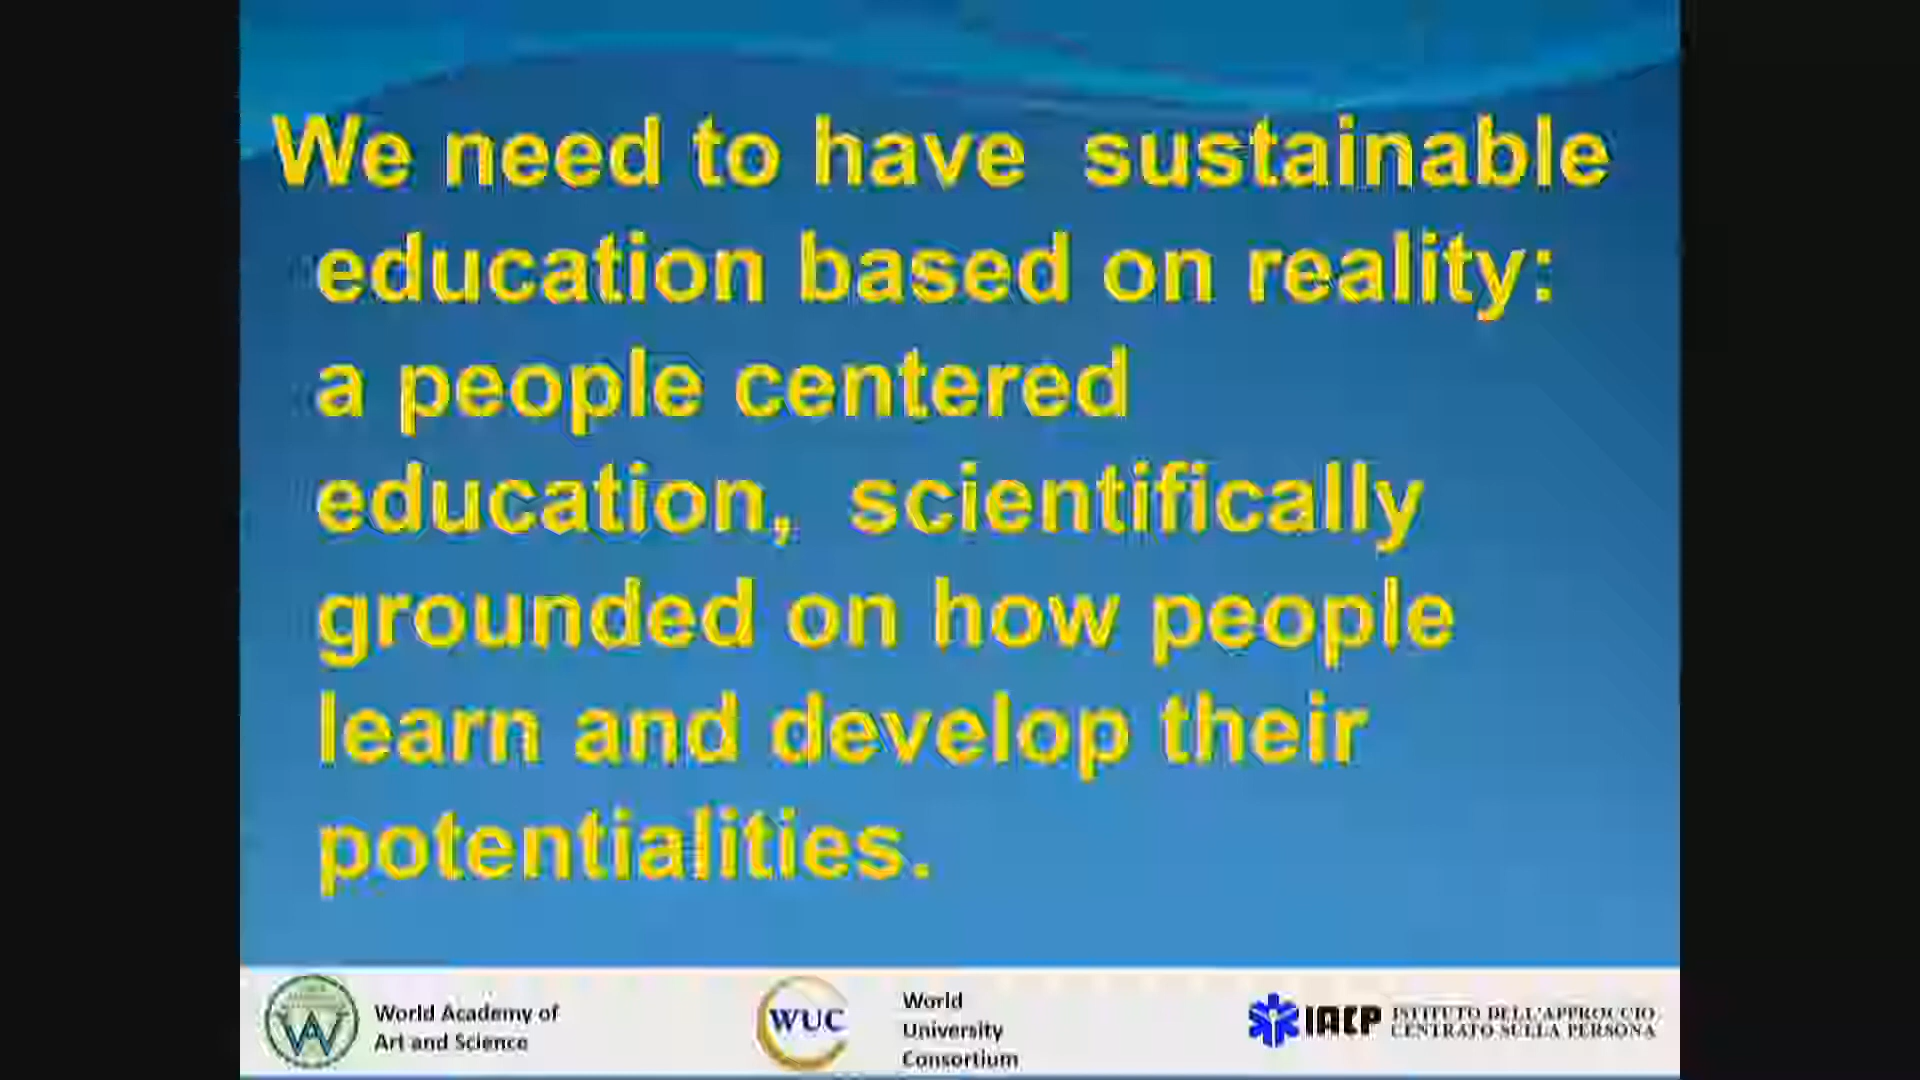 We need to have sustainable
education based on reality:
a people centered
education, scientifically
grounded on how people
learn and develop their
potentialities.
World Academy of
Art and Science
WUC
World
University
Consortium
IACP
ISTITUTO DELL'APPROCCIO
CENTRATO SULLA PERSONA